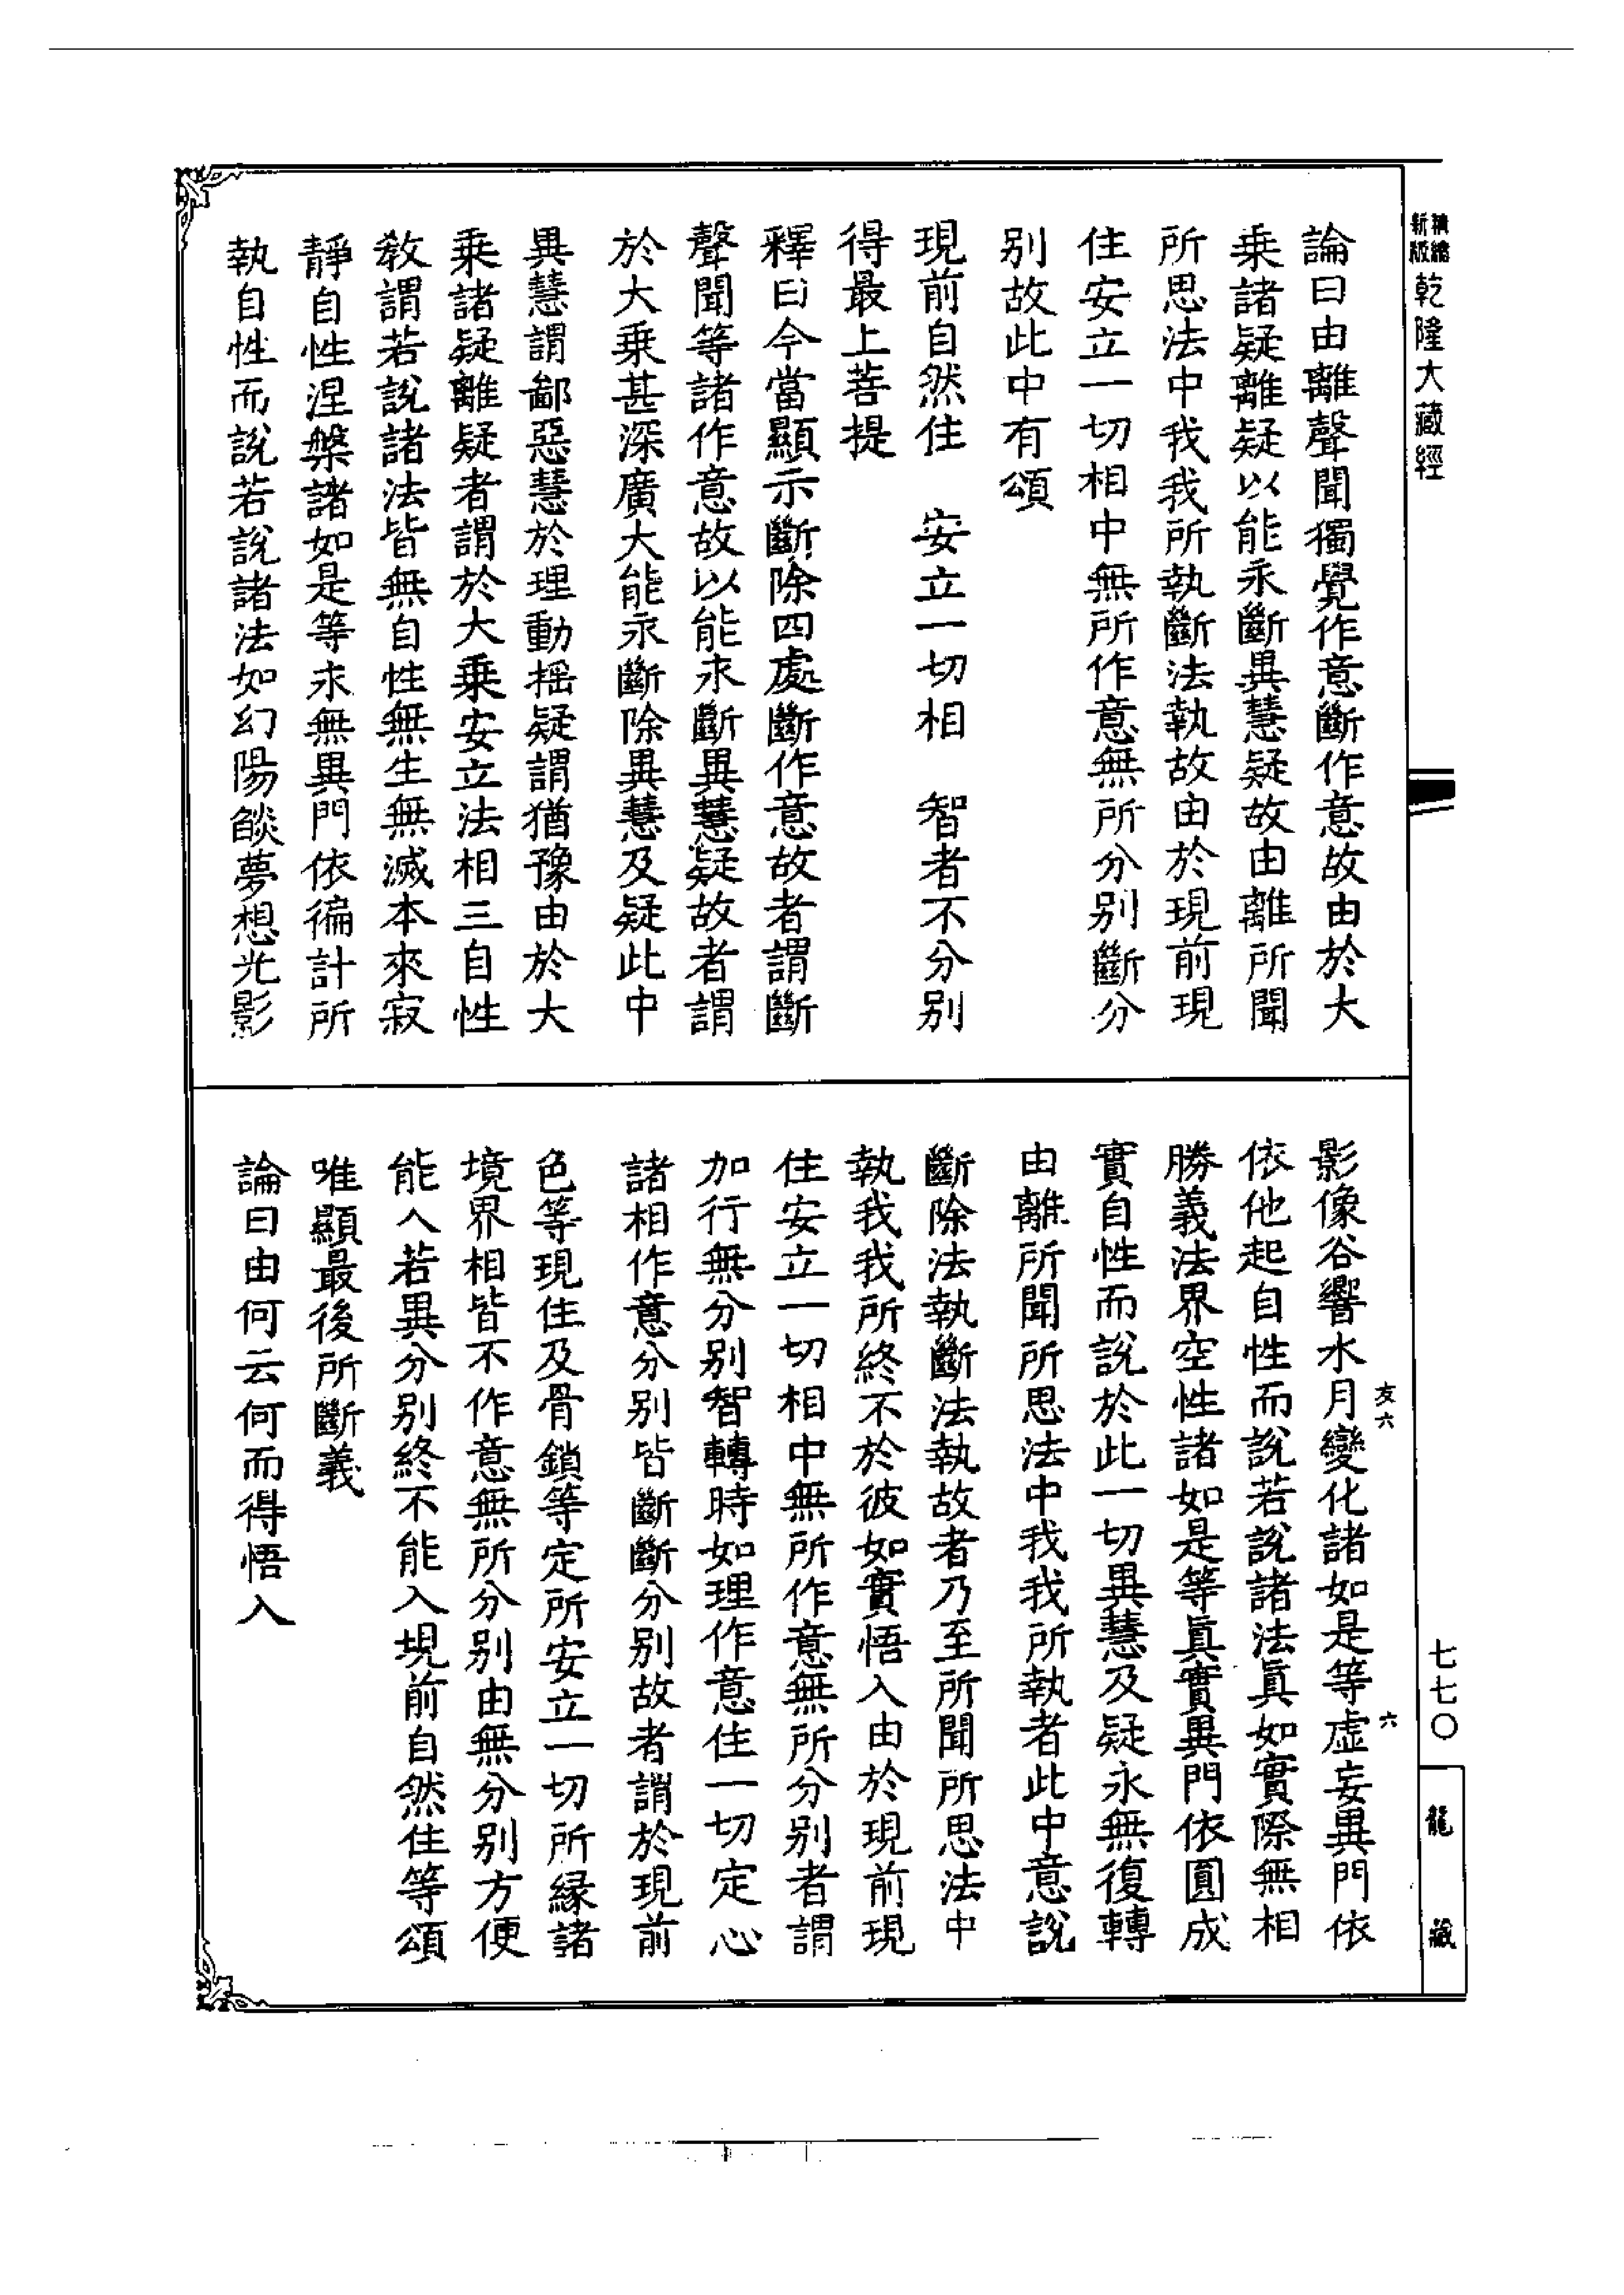 精縮
新版
乾隆大藏經
論曰由離聲聞獨覺作意斷作意故由於大
乗諸疑離疑以能永斷異慧疑故由離所聞
所思法中我我所執斷法執故由於現前現
住安立一切相中無所作意無所分别斷分
别故此中有頌
現前自然住　安立一切相　智者不分别
得最上菩提
釋曰今當顯示斷除四處斷作意故者謂斷
聲聞等諸作意故以能永斷異慧疑故者謂
於大乗甚深廣大能永斷除異慧及疑此中
異慧謂鄙惡慧於理動揺疑謂猶豫由於大
乗諸疑離疑者謂於大乗安立法相三自性
教謂若說諸法皆無自性無生無滅本來寂
靜自性涅槃諸如是等永無異門依徧計所
執自性而說若說諸法如幻陽燄夢想光影
影像谷響水月變化諸如是等虛妄異門依
依他起自性而說若說諸法真如實際無相
勝義法界空性諸如是等真實異門依圓成
實自性而說於此一切異慧及疑永無復轉
由離所聞所思法中我我所執者此中意說
斷除法執斷法執故者乃至所聞所思法中
執我我所終不於彼如實悟入由於現前現
住安立一切相中無所作意無所分别者謂
加行無分别智轉時如理作意住一切定心
諸相作意分别皆斷斷分别故者謂於現前
色等現住及骨鎖等定所安立一切所緣諸
境界相皆不作意無所分别由無分别方便
能入若異分别終不能入現前自然住等頌
唯顯最後所斷義
論曰由何云何而得悟入
亥六
六
七七〇
龍藏